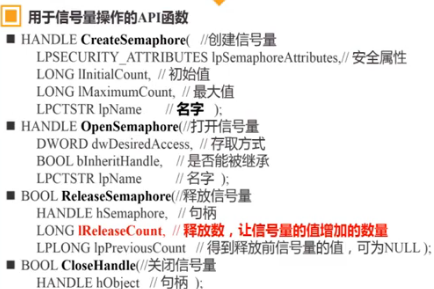 用于信号量操作的API函数
■ HANDLE CreateSemaphore( //创建信号量
LPSECURITY_ATTRIBUTES lpSemaphoreAttributes,// 安全属性
LONG lInitialCount, // 初始值
LONG lMaximumCount, // 最大值
LPCTSTR lpName // 名字 );
■ HANDLE OpenSemaphore(//打开信号量
DWORD dwDesiredAccess, // 存取方式
BOOL bInheritHandle, // 是否能被继承
LPCTSTR lpName // 名字 );
■ BOOL ReleaseSemaphore(//释放信号量
HANDLE hSemaphore, // 句柄
LONG lReleaseCount, // 释放数，让信号量的值增加的数量
LPLONG lpPreviousCount // 得到释放前信号量的值，可为NULL );
■ BOOL CloseHandle(//关闭信号量
HANDLE hObject // 句柄 );